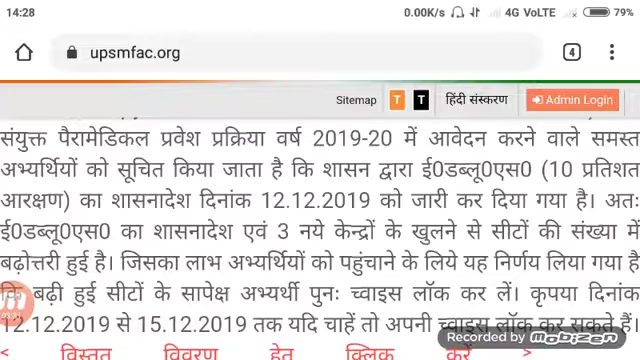 14:28 0.00K/s 4G VoLTE 79%
upsmfac.org 4
Sitemap T T हिंदी संस्करण Admin Login
संयुक्त पैरामेडिकल प्रवेश प्रक्रिया वर्ष 2019-20 में आवेदन करने वाले समस्त
अभ्यर्थियों को सूचित किया जाता है कि शासन द्वारा ई0डब्लू0एस0 (10 प्रतिशत
आरक्षण) का शासनादेश दिनांक 12.12.2019 को जारी कर दिया गया है। अतः
ई0डब्लू0एस0 का शासनादेश एवं 3 नये केन्द्रों के खुलने से सीटों की संख्या में
बढ़ोत्तरी हुई है। जिसका लाभ अभ्यर्थियों को पहुंचाने के लिये यह निर्णय लिया गया है
कि बढ़ी हुई सीटों के सापेक्ष अभ्यर्थी पुनः च्वाइस लॉक कर लें। कृपया दिनांक
12.12.2019 से 15.12.2019 तक यदि चाहें तो अपनी च्वाइस लॉक कर सकते हैं।
Recorded by mobizen
< विस्तृत विवरण हेतु क्लिक करें >